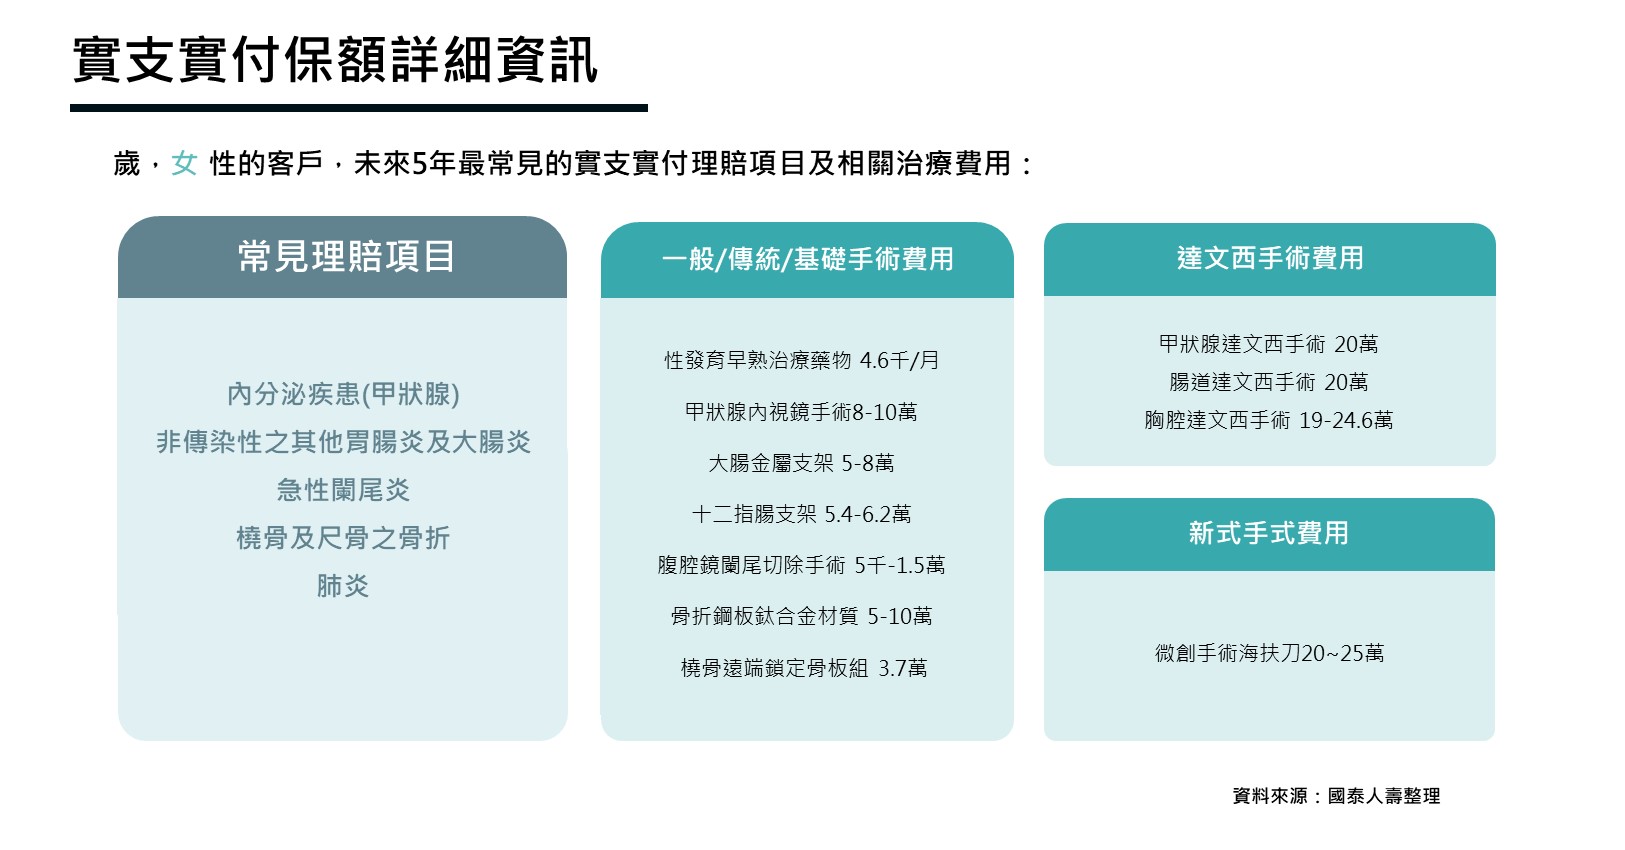 實支實付保額詳細資訊
歲，女 性的客戶，未來5年最常見的實支實付理賠項目及相關治療費用：
常見理賠項目
內分泌疾患(甲狀腺)
非傳染性之其他胃腸炎及大腸炎
急性闌尾炎
橈骨及尺骨之骨折
肺炎
一般/傳統/基礎手術費用
性發育早熟治療藥物 4.6千/月
甲狀腺內視鏡手術8-10萬
大腸金屬支架 5-8萬
十二指腸支架 5.4-6.2萬
腹腔鏡闌尾切除手術 5千-1.5萬
骨折鋼板鈦合金材質 5-10萬
橈骨遠端鎖定骨板組 3.7萬
達文西手術費用
甲狀腺達文西手術 20萬
腸道達文西手術 20萬
胸腔達文西手術 19-24.6萬
新式手式費用
微創手術海扶刀20~25萬
資料來源：國泰人壽整理